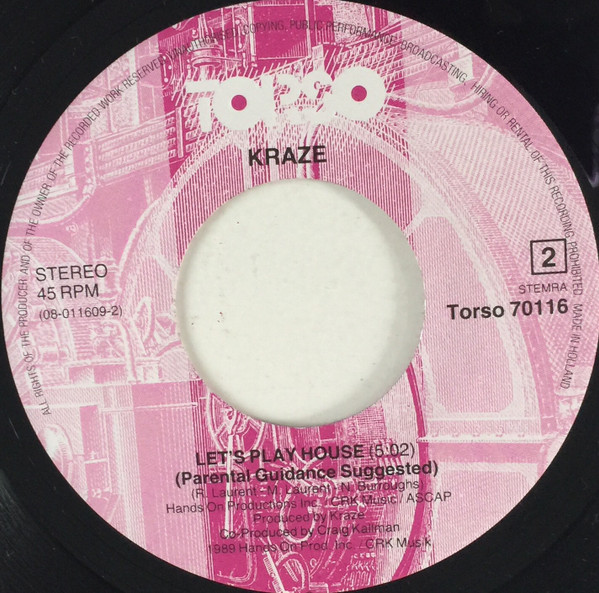 ALL RIGHTS OF THE PRODUCER AND OF THE OWNER OF THE RECORDED WORK RESERVED. UNAUTHORISED COPYING, PUBLIC PERFORMANCE, BROADCASTING, HIRING OF RENTAL OF THIS RECORDING PROHIBITED. MADE IN HOLLAND
TORSO
KRAZE
STEREO
45 RPM
(08-011609-2)
2
STEMRA
Torso 70116
LET'S PLAY HOUSE (6:02)
(Parental Guidance Suggested)
(R. Laurent - M. Laurent - N. Burroughs)
Hands On Productions Inc. / CRK Music / ASCAP
Produced by Kraze
Co-Produced by Craig Kallman
1989 Hands On Prod. Inc. / CRK Musik